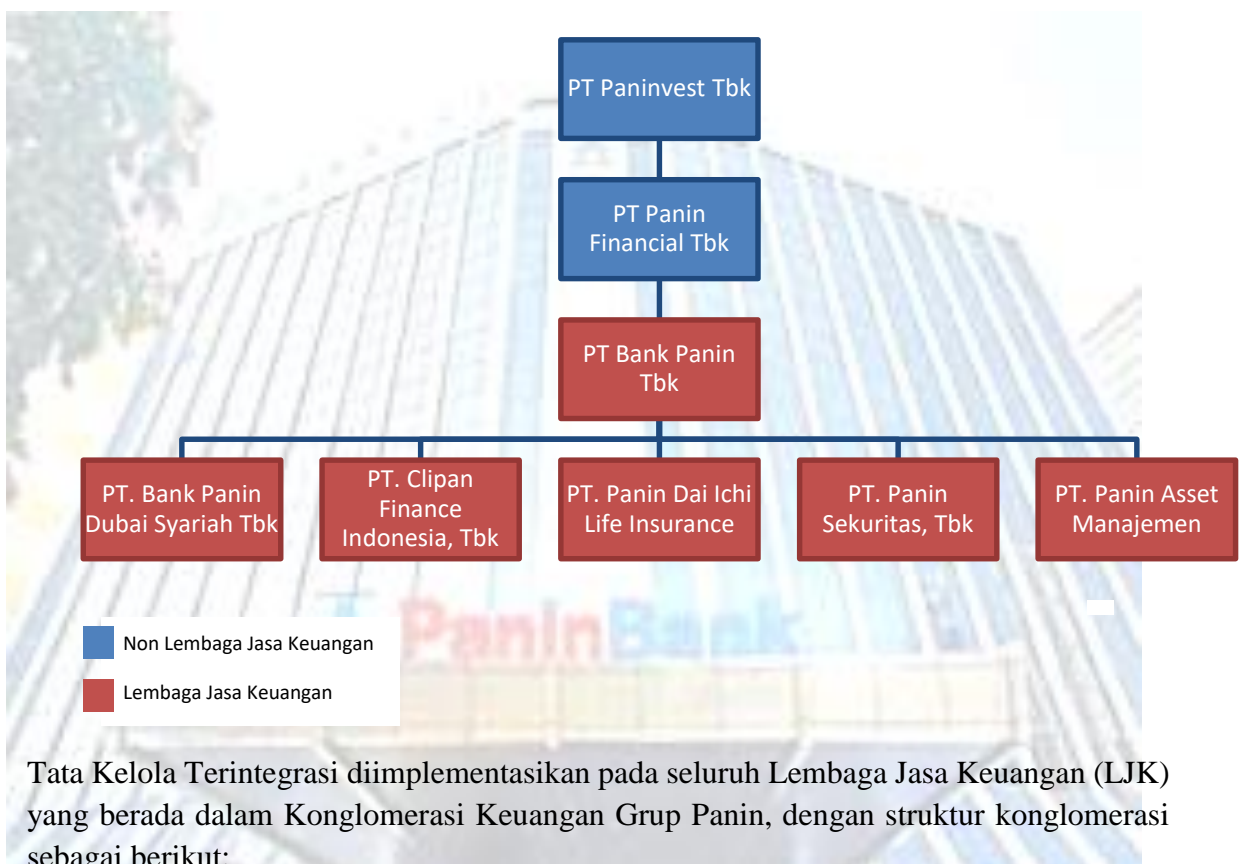 PT Paninvest Tbk
PT Panin
Financial Tbk
PT Bank Panin
Tbk
PT. Bank Panin
Dubai Syariah Tbk
PT. Clipan
Finance
Indonesia, Tbk
PT. Panin Dai Ichi
Life Insurance
PT. Panin
Sekuritas, Tbk
PT. Panin Asset
Manajemen
PaninBank
Non Lembaga Jasa Keuangan
Lembaga Jasa Keuangan
Tata Kelola Terintegrasi diimplementasikan pada seluruh Lembaga Jasa Keuangan (LJK)
yang berada dalam Konglomerasi Keuangan Grup Panin, dengan struktur konglomerasi
sebagai berikut: